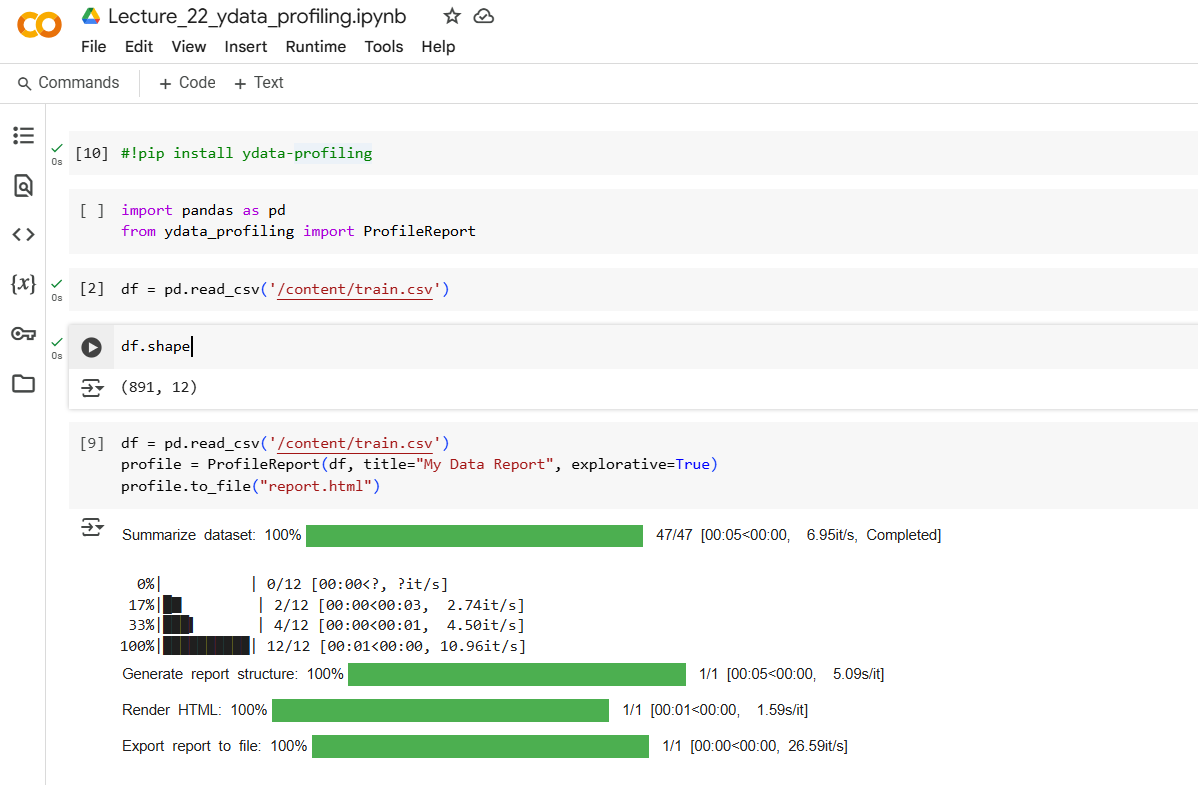 Lecture_22_ydata_profiling.ipynb
File Edit View Insert Runtime Tools Help
Commands + Code + Text
0s [10] #!pip install ydata-profiling
[ ] import pandas as pd
from ydata_profiling import ProfileReport
0s [2] df = pd.read_csv('/content/train.csv')
0s df.shape
(891, 12)
[9] df = pd.read_csv('/content/train.csv')
profile = ProfileReport(df, title="My Data Report", explorative=True)
profile.to_file("report.html")
Summarize dataset: 100% 47/47 [00:05<00:00, 6.95it/s, Completed]
0%| | 0/12 [00:00<?, ?it/s]
17%|██ | 2/12 [00:00<00:03, 2.74it/s]
33%|███▎ | 4/12 [00:00<00:01, 4.50it/s]
100%|██████████| 12/12 [00:01<00:00, 10.96it/s]
Generate report structure: 100% 1/1 [00:05<00:00, 5.09s/it]
Render HTML: 100% 1/1 [00:01<00:00, 1.59s/it]
Export report to file: 100% 1/1 [00:00<00:00, 26.59it/s]